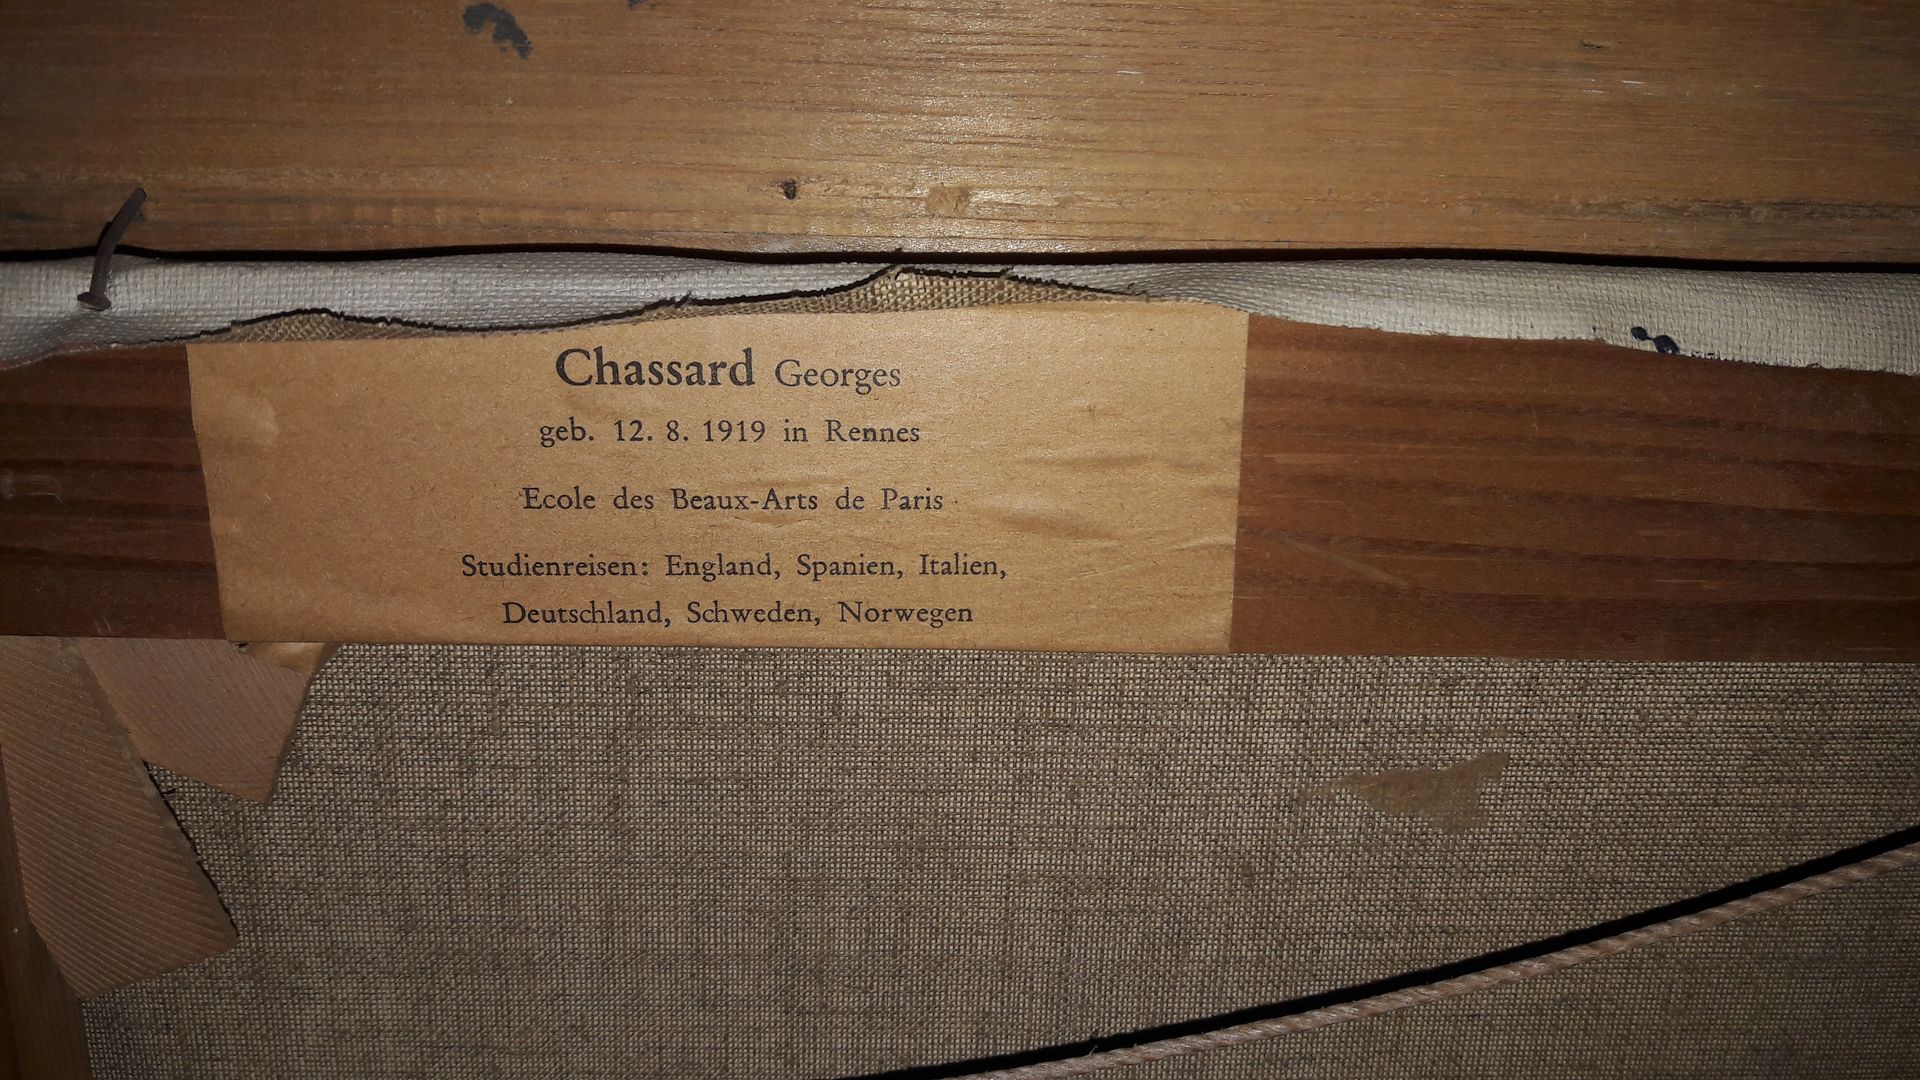 Chassard Georges
geb. 12. 8. 1919 in Rennes
Ecole des Beaux-Arts de Paris
Studienreisen: England, Spanien, Italien,
Deutschland, Schweden, Norwegen